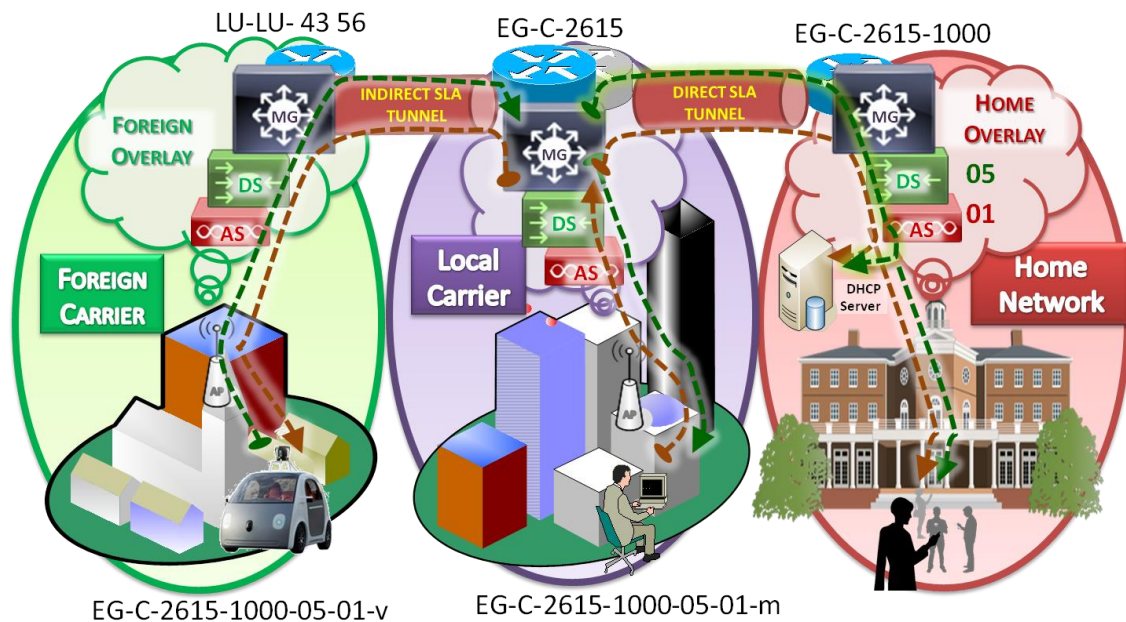 LU-LU- 43 56
EG-C-2615
EG-C-2615-1000
INDIRECT SLA
TUNNEL
DIRECT SLA
TUNNEL
MG
MG
MG
FOREIGN
OVERLAY
HOME
OVERLAY
DS
DS
DS
05
AS
AS
AS
01
FOREIGN
CARRIER
Local
Carrier
DHCP
Server
Home
Network
AP
AP
EG-C-2615-1000-05-01-v
EG-C-2615-1000-05-01-m